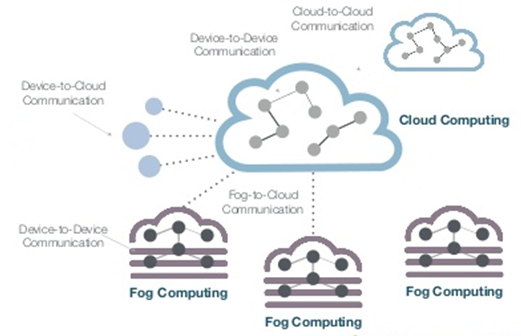 Cloud-to-Cloud
Communication
Device-to-Device
Communication
Device-to-Cloud
Communication
Cloud Computing
Fog-to-Cloud
Communication
Device-to-Device
Communication
Fog Computing
Fog Computing
Fog Computing